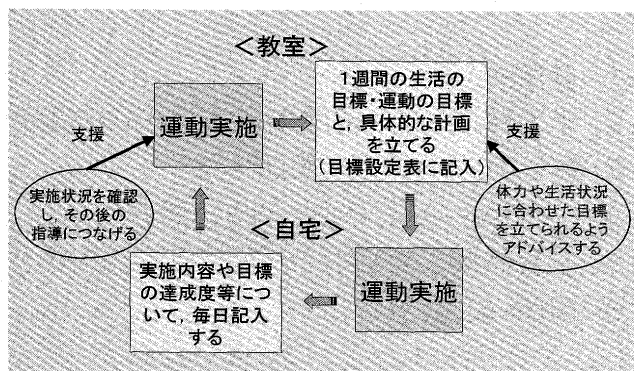 ＜教室＞
運動実施
1週間の生活の
目標・運動の目標
と，具体的な計画
を立てる
（目標設定表に記入）
支援
支援
実施状況を確認
し，その後の
指導につなげる
体力や生活状況
に合わせた目標
を立てられるよう
アドバイスする
＜自宅＞
運動実施
実施内容や目標
の達成度等につ
いて，毎日記入
する